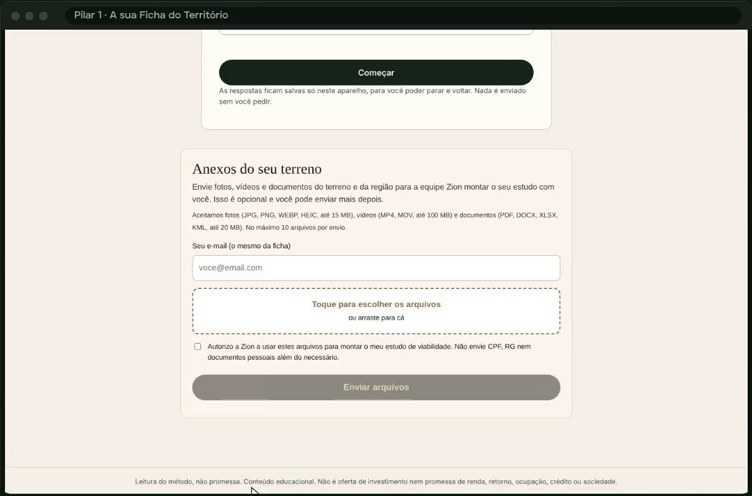 Pilar 1 · A sua Ficha do Território
Começar
As respostas ficam salvas só neste aparelho, para você poder parar e voltar. Nada é enviado
sem você pedir.
Anexos do seu terreno
Envie fotos, vídeos e documentos do terreno e da região para a equipe Zion montar o seu estudo com
você. Isso é opcional e você pode enviar mais depois.
Aceitamos fotos (JPG, PNG, WEBP, HEIC, até 15 MB), vídeos (MP4, MOV, até 100 MB) e documentos (PDF, DOCX, XLSX,
KML, até 20 MB). No máximo 10 arquivos por envio.
Seu e-mail (o mesmo da ficha)
voce@email.com
Toque para escolher os arquivos
ou arraste para cá
Autorizo a Zion a usar estes arquivos para montar o meu estudo de viabilidade. Não envie CPF, RG nem
documentos pessoais além do necessário.
Enviar arquivos
Leitura do método, não promessa. Conteúdo educacional. Não é oferta de investimento nem promessa de renda, retorno, ocupação, crédito ou sociedade.